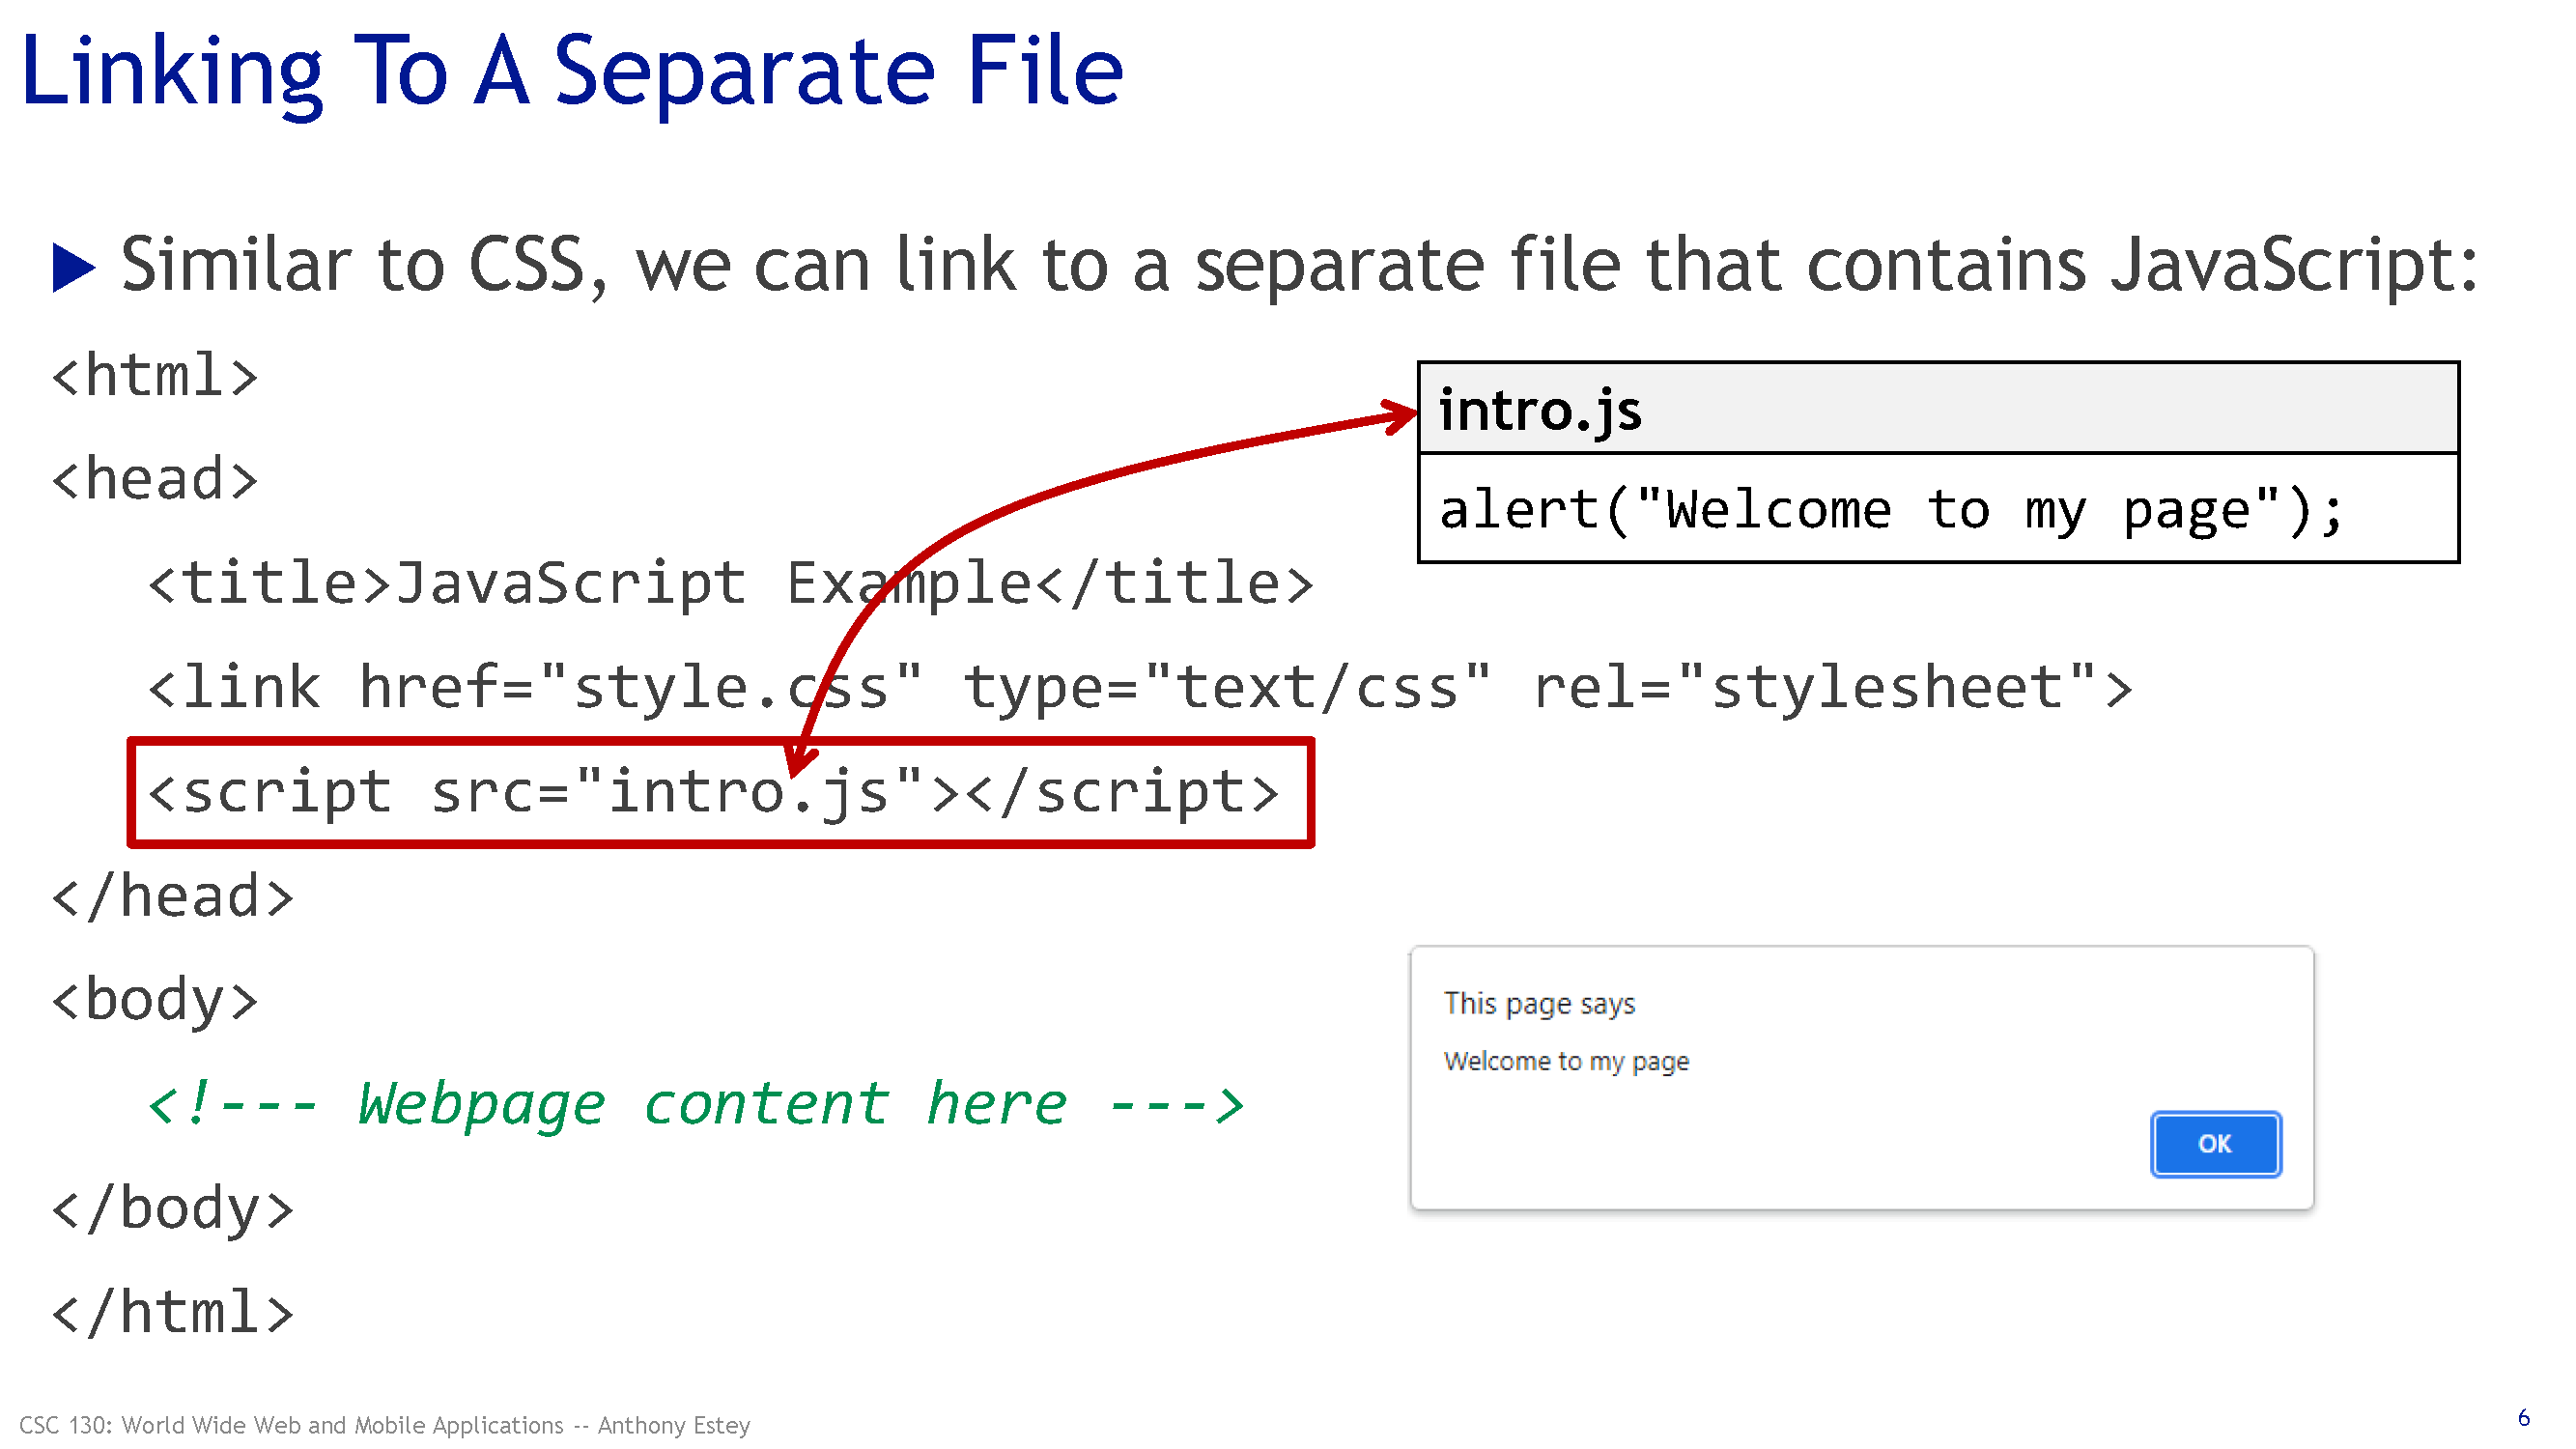 Linking To A Separate File
Similar to CSS, we can link to a separate file that contains JavaScript:
<html>
<head>
<title>JavaScript Example</title>
<link href="style.css" type="text/css" rel="stylesheet">
<script src="intro.js"></script>
</head>
<body>
<!--- Webpage content here --->
</body>
</html>
intro.js
alert("Welcome to my page");
This page says
Welcome to my page
OK
CSC 130: World Wide Web and Mobile Applications -- Anthony Estey
6